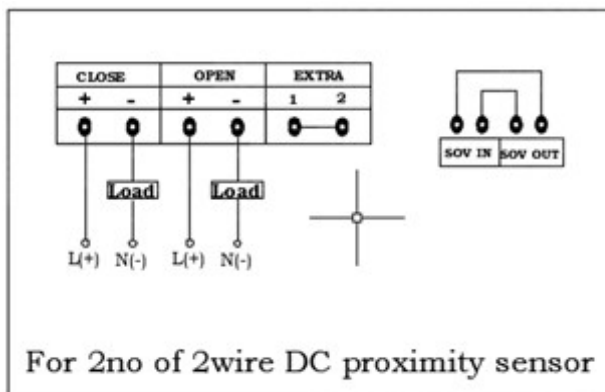 CLOSE OPEN EXTRA
+ - + - 1 2
SOV IN SOV OUT
Load Load
L(+) N(-) L(+) N(-)
For 2no of 2wire DC proximity sensor